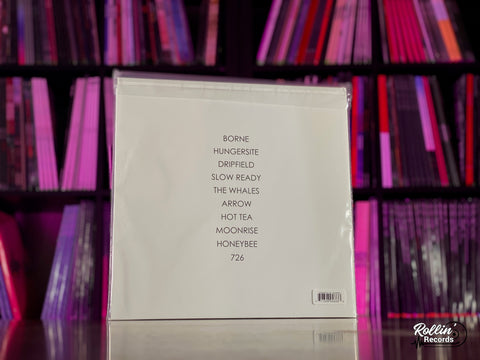 BORNE
HUNGERSITE
DRIPFIELD
SLOW READY
THE WHALES
ARROW
HOT TEA
MOONRISE
HONEYBEE
726
Rollin'
Records